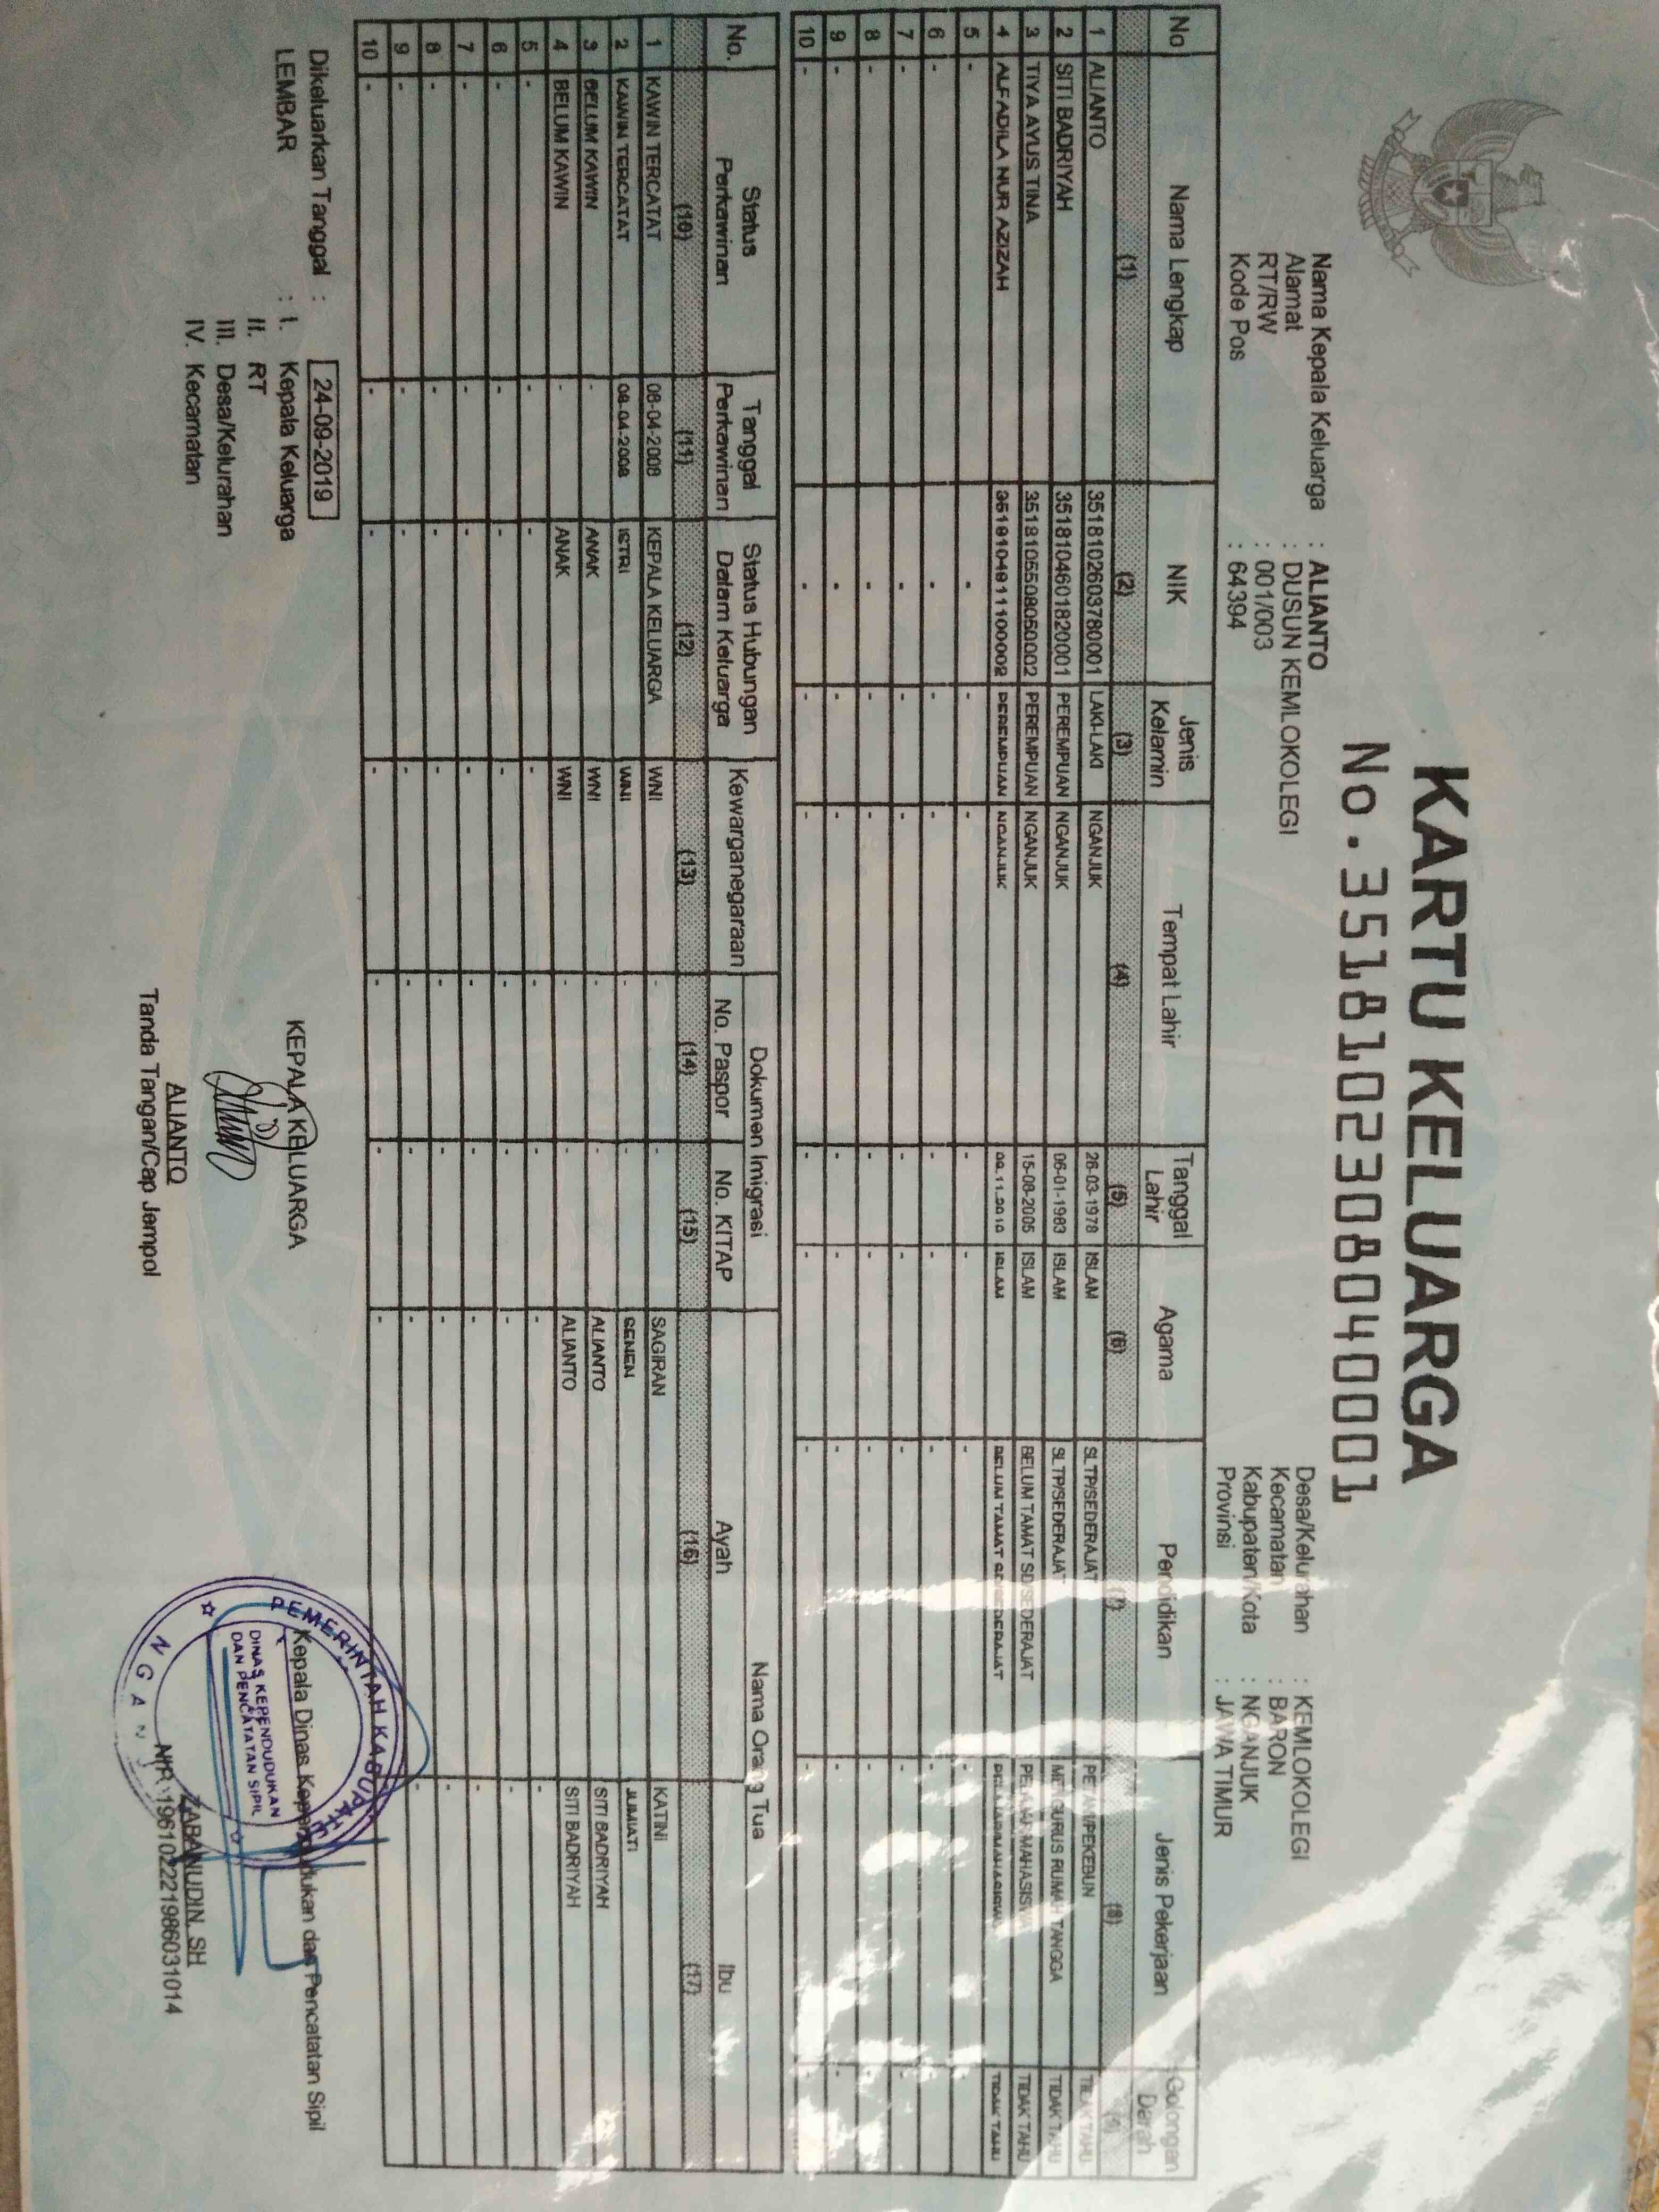 KARTU KELUARGA
No.3518102308040001
Nama Kepala Keluarga : ALIANTO
Alamat : DUSUN KEMLOKOLEGI
RT/RW : 001/003
Kode Pos : 64394
Desa/Kelurahan : KEMLOKOLEGI
Kecamatan : BARON
Kabupaten/Kota : NGANJUK
Provinsi : JAWA TIMUR
No Nama Lengkap NIK Jenis Kelamin Tempat Lahir Tanggal Lahir Agama Pendidikan Jenis Pekerjaan Golongan Darah
(1) (2) (3) (4) (5) (6) (7) (8) (9)
1 ALIANTO 3518102603780001 LAKI-LAKI NGANJUK 26-03-1978 ISLAM SLTP/SEDERAJAT PETANI/PEKEBUN TIDAK TAHU
2 SITI BADRIYAH 3518104601820001 PEREMPUAN NGANJUK 06-01-1983 ISLAM SLTP/SEDERAJAT MENGURUS RUMAH TANGGA TIDAK TAHU
3 TIYA AYUS TINA 3518105508050002 PEREMPUAN NGANJUK 15-08-2005 ISLAM BELUM TAMAT SD/SEDERAJAT PELAJAR/MAHASISWA TIDAK TAHU
4 ALFADILA NUR AZIZAH PEREMPUAN NGANJUK ISLAM BELUM TAMAT SD/SEDERAJAT PELAJAR/MAHASISWA TIDAK TAHU
5 - - - - - - - - -
6 - - - - - - - - -
7 - - - - - - - - -
8 - - - - - - - - -
9 - - - - - - - - -
10 - - - - - - - -
No. Status Perkawinan Tanggal Perkawinan Status Hubungan Dalam Keluarga Kewarganegaraan Dokumen Imigrasi Nama Orang Tua
No. Paspor No. KITAP Ayah Ibu
(10) (11) (12) (13) (14) (15) (16) (17)
1 KAWIN TERCATAT 08-04-2008 KEPALA KELUARGA WNI - - SAGIRAN KATINI
2 KAWIN TERCATAT 08-04-2008 ISTRI WNI - - SENEN JUMIATI
3 BELUM KAWIN - ANAK WNI - - ALIANTO SITI BADRIYAH
4 BELUM KAWIN - ANAK WNI - - ALIANTO SITI BADRIYAH
5 - - - - - - - -
6 - - - - - - - -
7 - - - - - - - -
8 - - - - - - - -
9 - - - - - - - -
10 - - - - - - -
Dikeluarkan Tanggal : 24-09-2019
LEMBAR : I. Kepala Keluarga
II. RT
III. Desa/Kelurahan
IV. Kecamatan
KEPALA KELUARGA
ALIANTO
Tanda Tangan/Cap Jempol
Kepala Dinas Kependudukan dan Pencatatan Sipil
PEMERINTAH KABUPATEN
DINAS KEPENDUDUKAN
DAN PENCATATAN SIPIL
NGANJUK
ZABANUDIN, SH
NIP. 196102221986031014